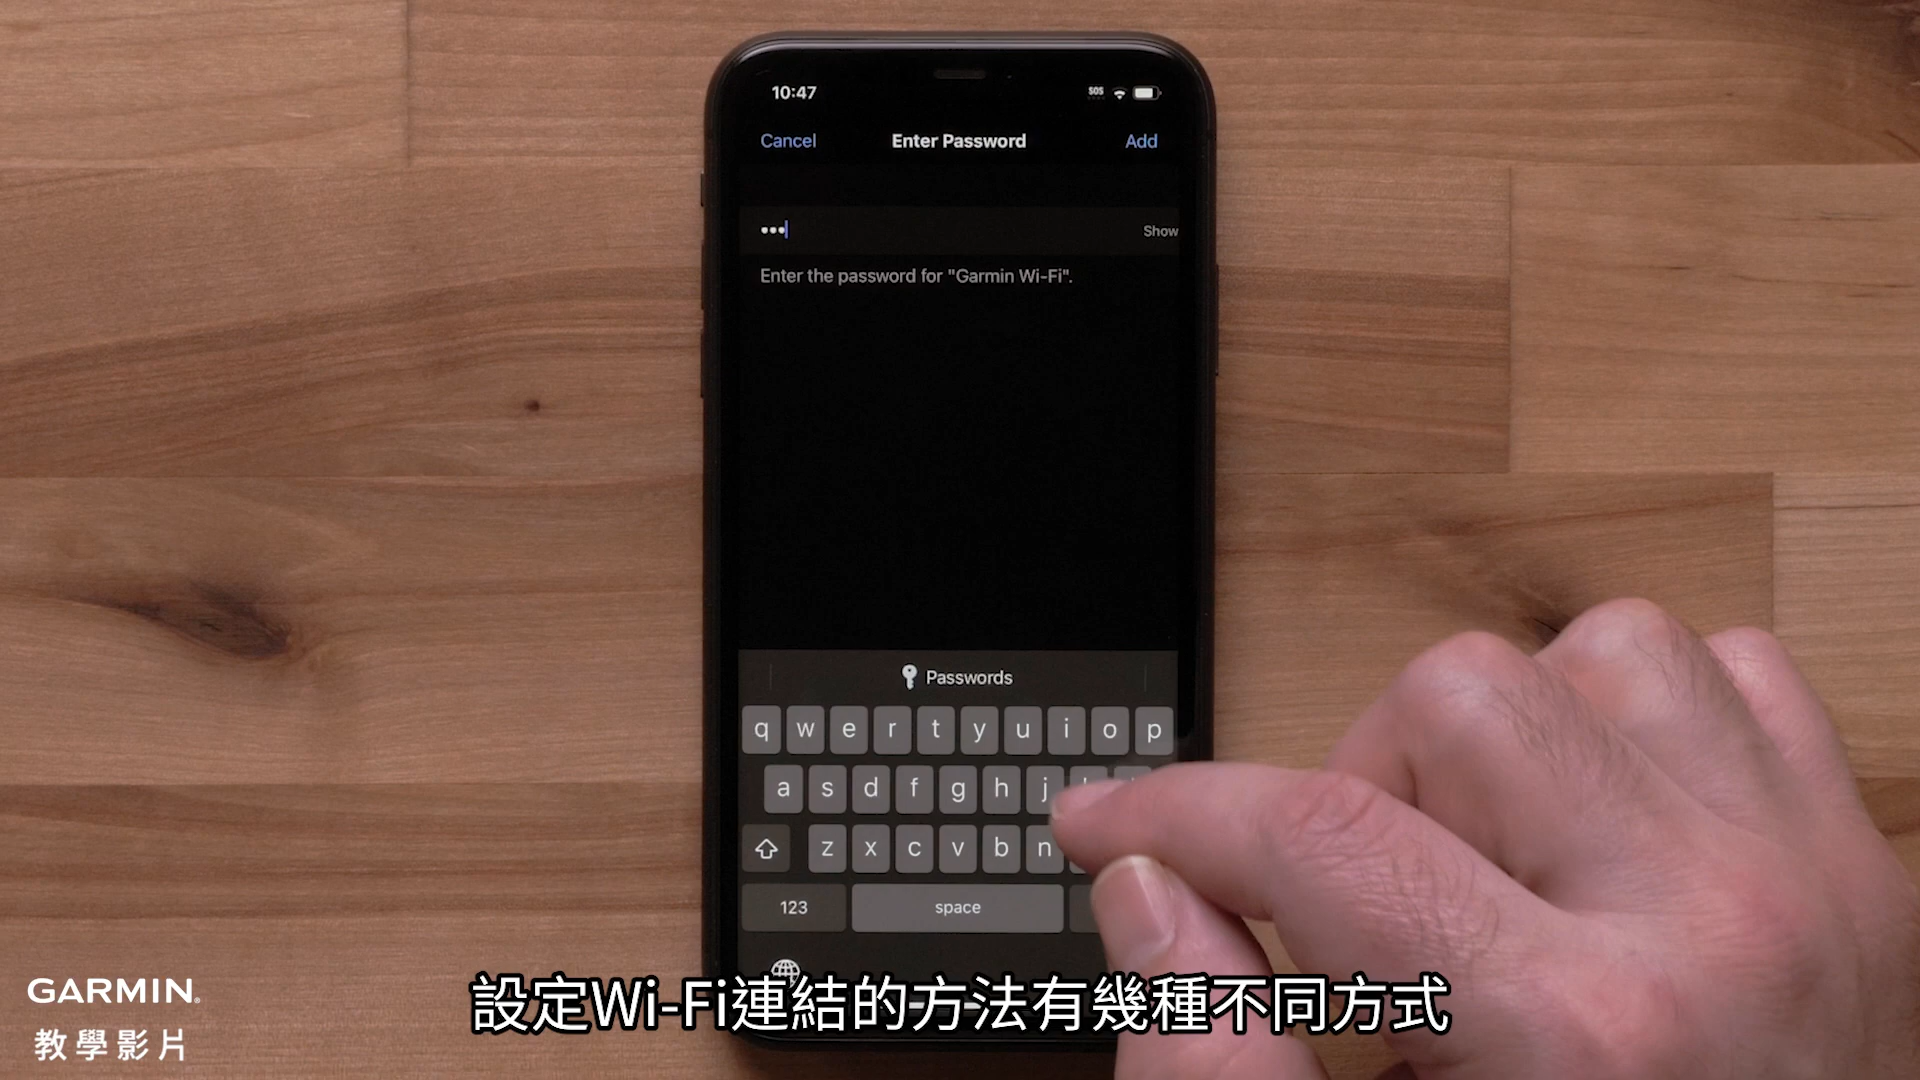 10:47
SOS
Cancel
Enter Password
Add
•••
Show
Enter the password for "Garmin Wi-Fi".
Passwords
q w e r t y u i o p
a s d f g h j
z x c v b n
123
space
設定Wi-Fi連結的方法有幾種不同方式
GARMIN®
教學影片